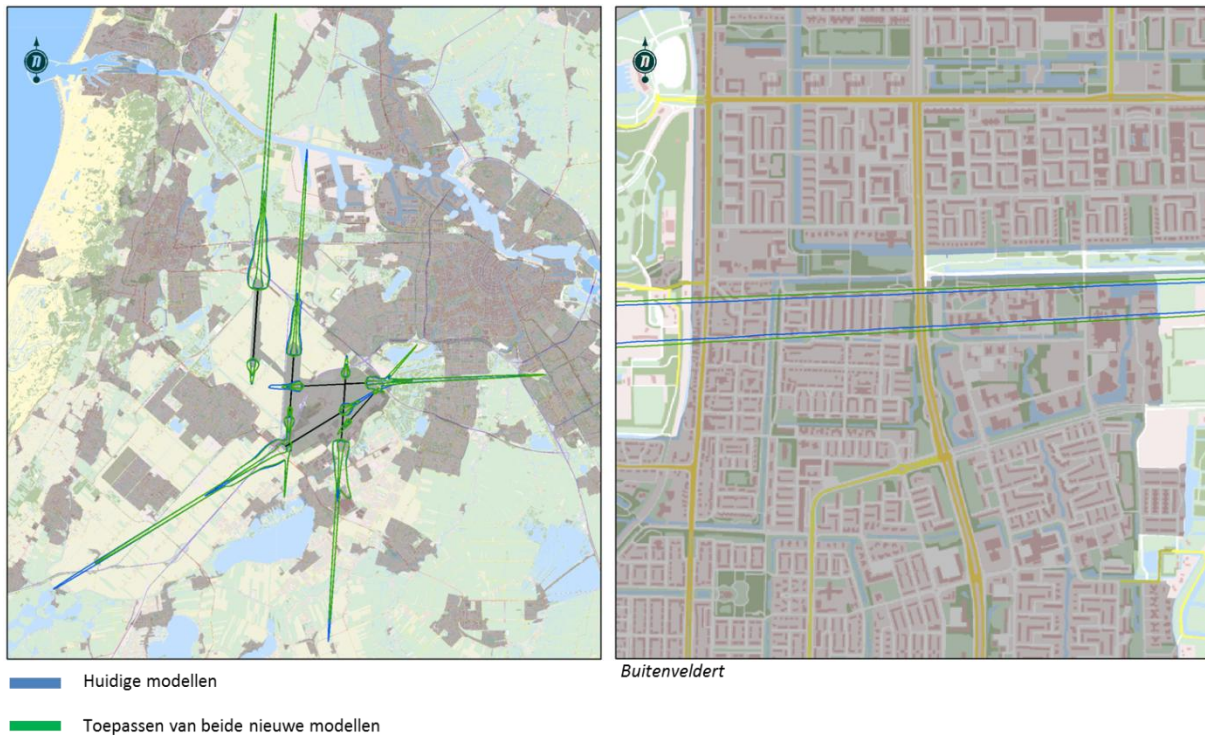 n
n
Buitenveldert
Huidige modellen
Toepassen van beide nieuwe modellen